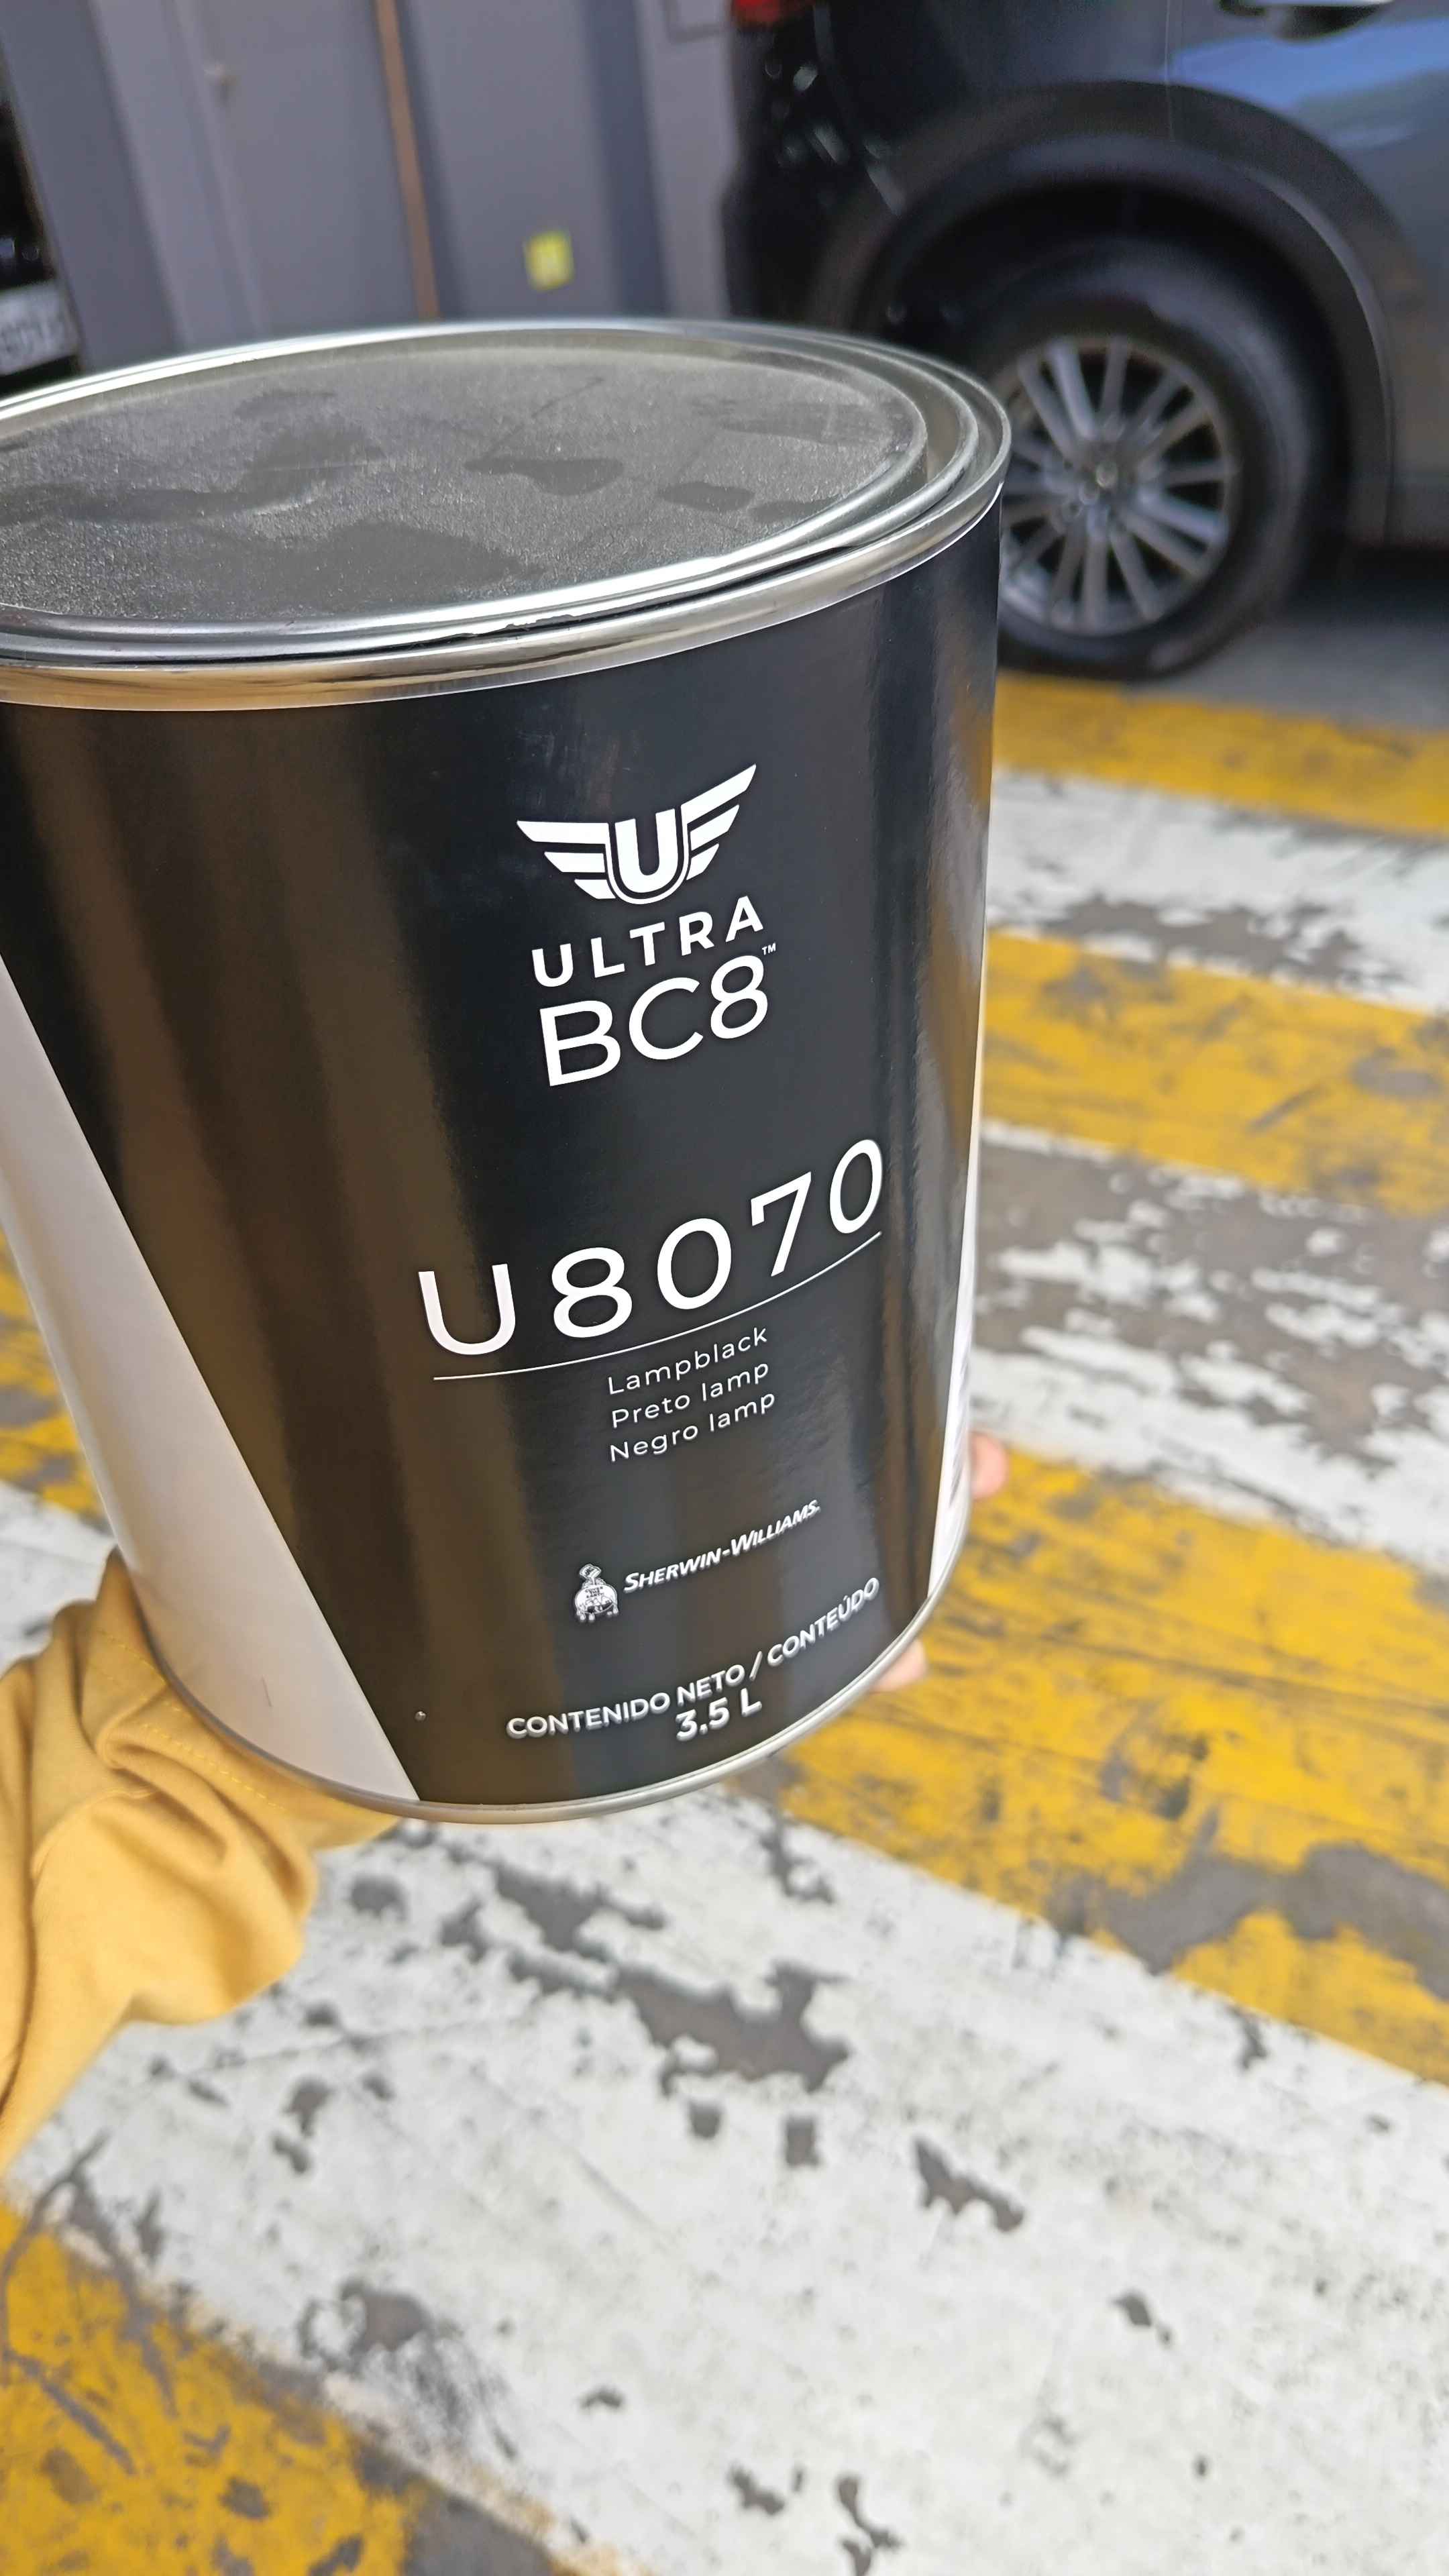 U
ULTRA
BC8™
U8070
Lampblack
Preto lamp
Negro lamp
SHERWIN-WILLIAMS.
CONTENIDO NETO / CONTEÚDO
3.5 L